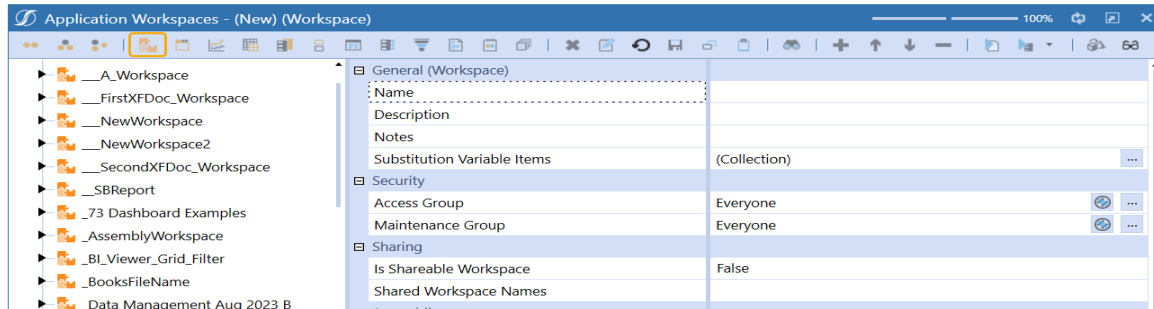 Application Workspaces - (New) (Workspace) 100%
___A_Workspace
___FirstXFDoc_Workspace
___NewWorkspace
___NewWorkspace2
___SecondXFDoc_Workspace
__SBReport
_73 Dashboard Examples
_AssemblyWorkspace
_BI_Viewer_Grid_Filter
_BooksFileName
_Data Management Aug 2023 B
General (Workspace)
Name
Description
Notes
Substitution Variable Items (Collection) ...
Security
Access Group Everyone ...
Maintenance Group Everyone ...
Sharing
Is Shareable Workspace False
Shared Workspace Names